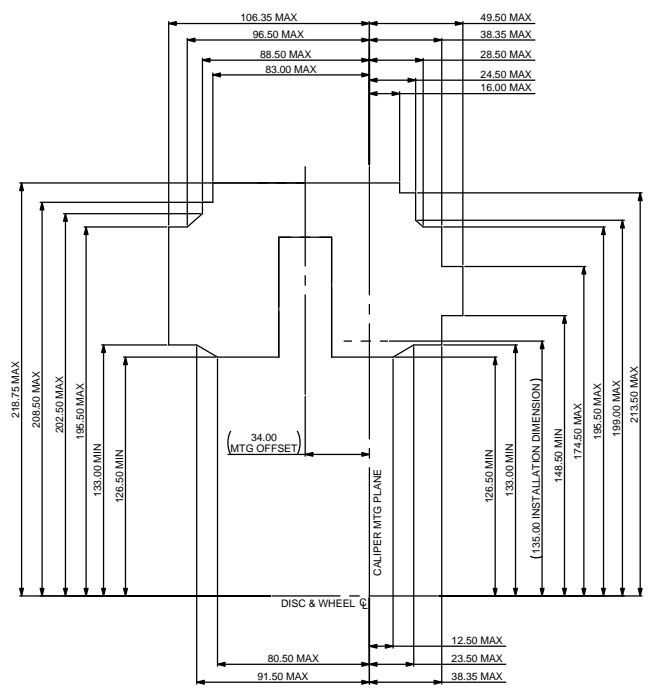 106.35 MAX
49.50 MAX
96.50 MAX
38.35 MAX
88.50 MAX
28.50 MAX
83.00 MAX
24.50 MAX
16.00 MAX
218.75 MAX
208.50 MAX
202.50 MAX
195.50 MAX
133.00 MIN
126.50 MIN
(34.00
MTG OFFSET)
CALIPER MTG PLANE
126.50 MIN
133.00 MIN
(135.00 INSTALLATION DIMENSION)
148.50 MIN
174.50 MAX
195.50 MAX
199.00 MAX
213.50 MAX
DISC & WHEEL ℄
12.50 MAX
80.50 MAX
23.50 MAX
91.50 MAX
38.35 MAX